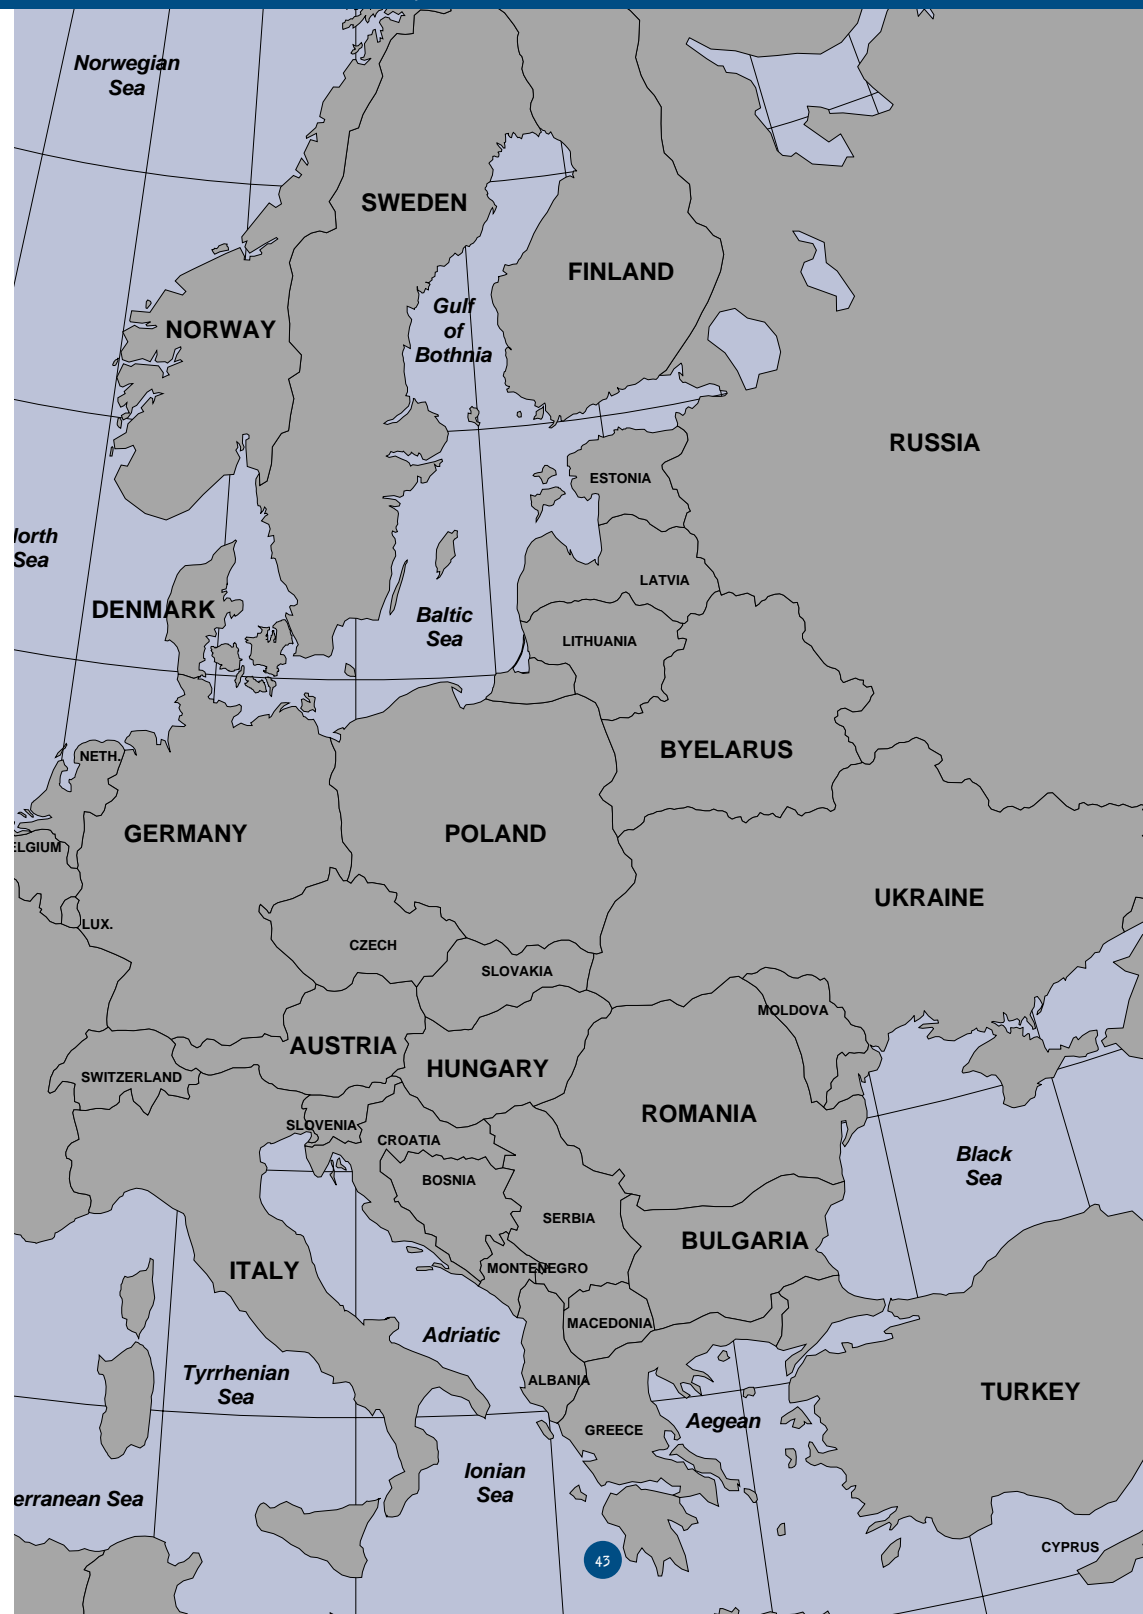 Norwegian
Sea
SWEDEN
FINLAND
Gulf
of
Bothnia
NORWAY
RUSSIA
ESTONIA
orth
Sea
LATVIA
DENMARK
Baltic
Sea
LITHUANIA
BYELARUS
NETH.
GERMANY
POLAND
ELGIUM
UKRAINE
LUX.
CZECH
SLOVAKIA
MOLDOVA
AUSTRIA
HUNGARY
SWITZERLAND
ROMANIA
SLOVENIA
CROATIA
Black
Sea
BOSNIA
SERBIA
BULGARIA
ITALY
MONTENEGRO
MACEDONIA
Adriatic
Tyrrhenian
Sea
ALBANIA
TURKEY
Aegean
GREECE
Ionian
Sea
erranean Sea
CYPRUS
43